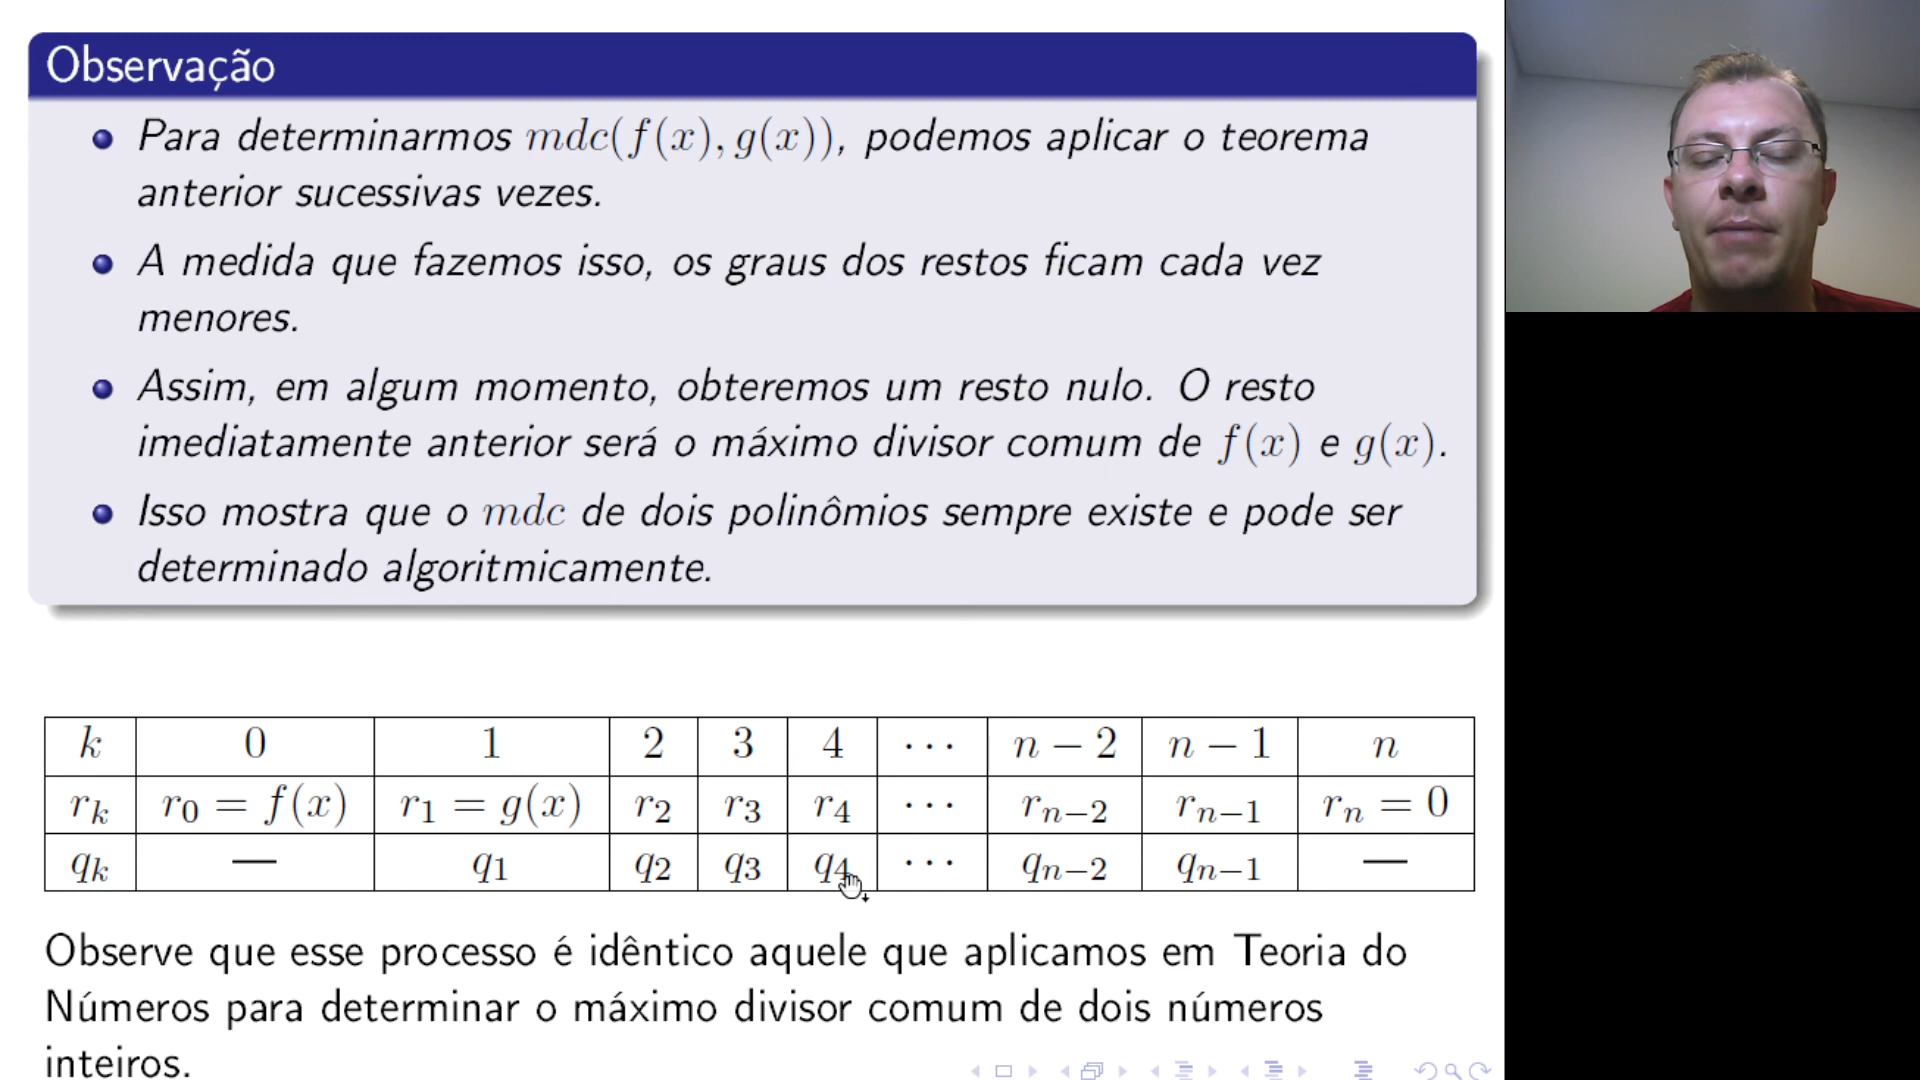 Observação
Para determinarmos mdc(f(x), g(x)), podemos aplicar o teorema
anterior sucessivas vezes.
A medida que fazemos isso, os graus dos restos ficam cada vez
menores.
Assim, em algum momento, obteremos um resto nulo. O resto
imediatamente anterior será o máximo divisor comum de f(x) e g(x).
Isso mostra que o mdc de dois polinômios sempre existe e pode ser
determinado algoritmicamente.
k 0 1 2 3 4 ⋯ n − 2 n − 1 n
r_k r_0 = f(x) r_1 = g(x) r_2 r_3 r_4 ⋯ r_{n−2} r_{n−1} r_n = 0
q_k — q_1 q_2 q_3 q_4 ⋯ q_{n−2} q_{n−1} —
Observe que esse processo é idêntico aquele que aplicamos em Teoria do
Números para determinar o máximo divisor comum de dois números
inteiros.